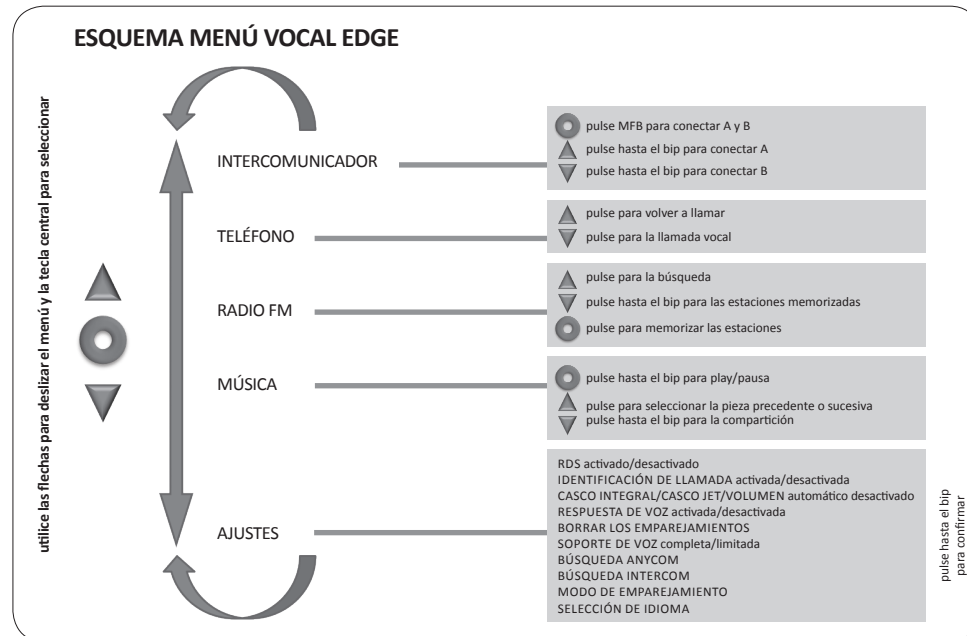 ESQUEMA MENÚ VOCAL EDGE
utilice las flechas para deslizar el menú y la tecla central para seleccionar
INTERCOMUNICADOR
pulse MFB para conectar A y B
pulse hasta el bip para conectar A
pulse hasta el bip para conectar B
TELÉFONO
pulse para volver a llamar
pulse para la llamada vocal
RADIO FM
pulse para la búsqueda
pulse hasta el bip para las estaciones memorizadas
pulse para memorizar las estaciones
MÚSICA
pulse hasta el bip para play/pausa
pulse para seleccionar la pieza precedente o sucesiva
pulse hasta el bip para la compartición
AJUSTES
RDS activado/desactivado
IDENTIFICACIÓN DE LLAMADA activada/desactivada
CASCO INTEGRAL/CASCO JET/VOLUMEN automático desactivado
RESPUESTA DE VOZ activada/desactivada
BORRAR LOS EMPAREJAMIENTOS
SOPORTE DE VOZ completa/limitada
BÚSQUEDA ANYCOM
BÚSQUEDA INTERCOM
MODO DE EMPAREJAMIENTO
SELECCIÓN DE IDIOMA
pulse hasta el bip
para confirmar